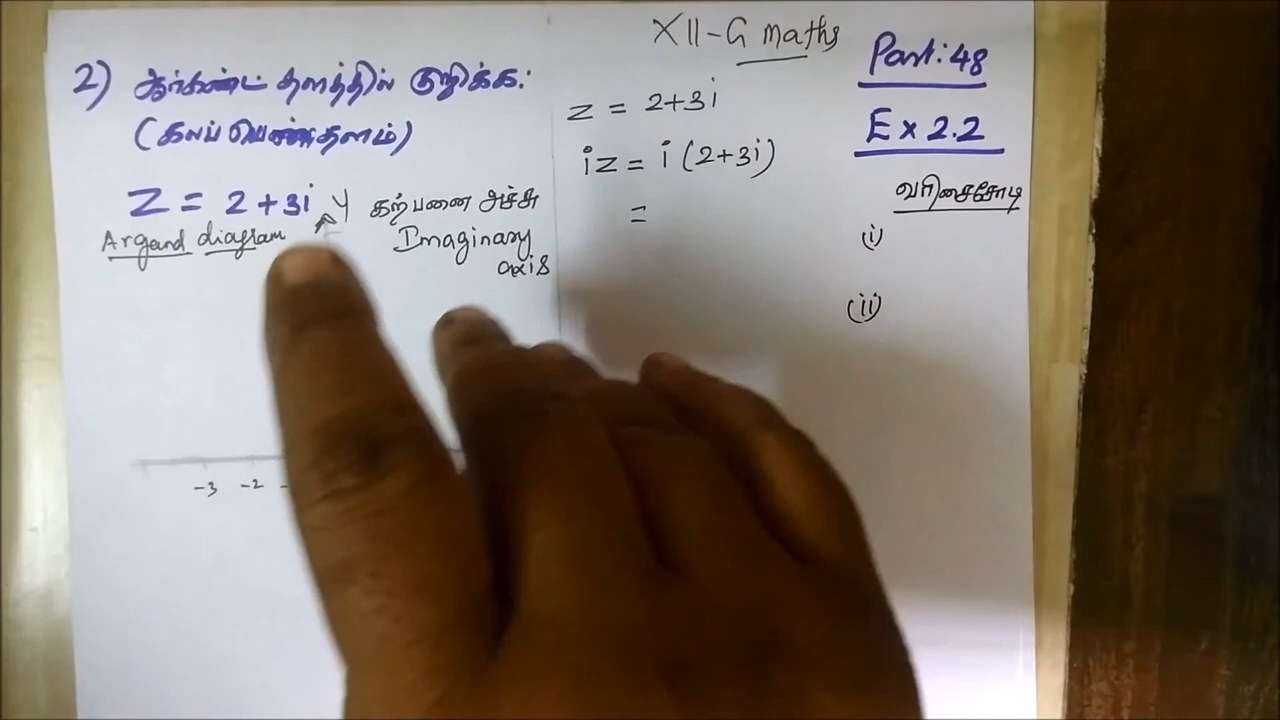 XII-G maths
Part: 48
Ex 2.2
2) ஆர்கண்ட் தளத்தில் குறிக்க:
(கலப்பெண் தளம்)
z = 2+3i
Argand diagram
y
கற்பனை அச்சு
Imaginary
axis
-3 -2 -
z = 2+3i
iz = i (2+3i)
=
வரிசைசோடி
(i)
(ii)